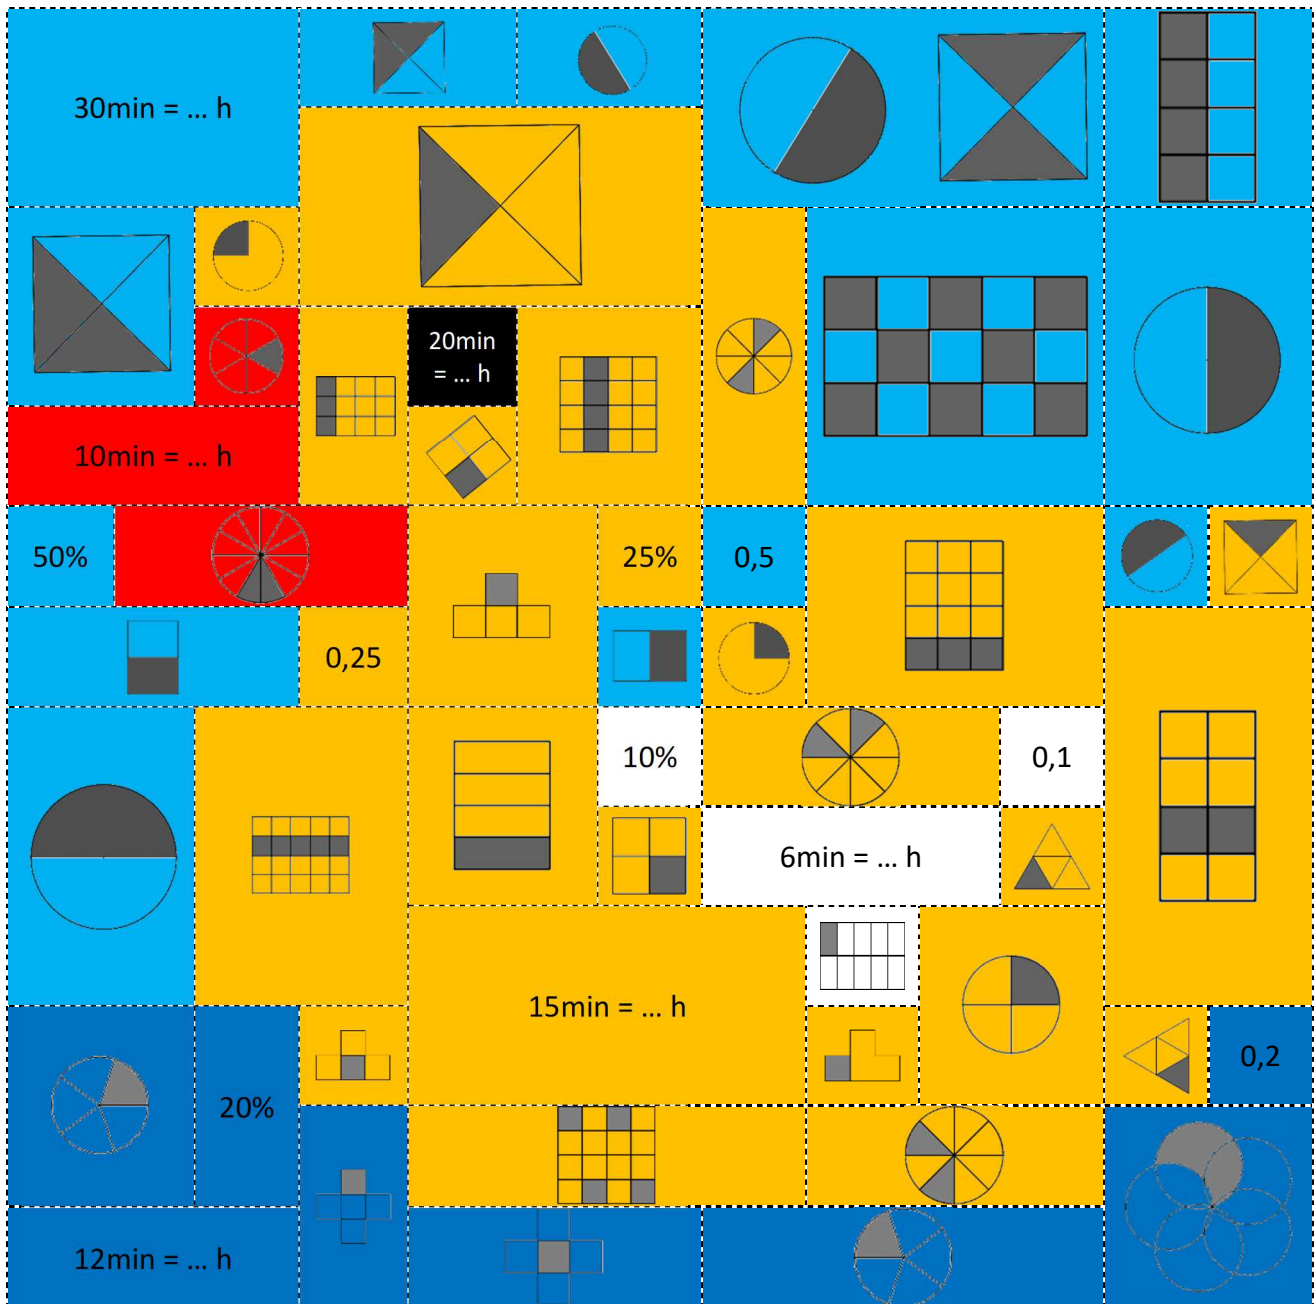 30min = ... h
20min
= ... h
10min = ... h
50%
25%
0,5
0,25
10%
0,1
6min = ... h
15min = ... h
20%
0,2
12min = ... h